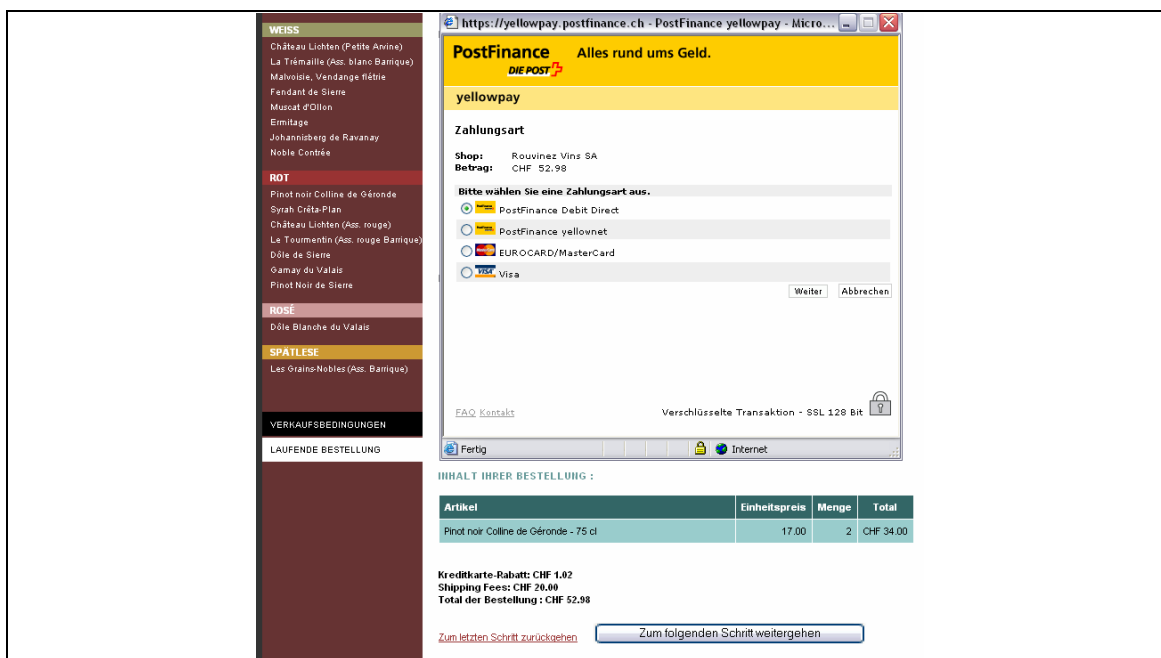 WEISS
Château Lichten (Petite Arvine)
La Trémaille (Ass. blanc Barrique)
Malvoisie, Vendange flétrie
Fendant de Sierre
Muscat d'Ollon
Ermitage
Johannisberg de Ravanay
Noble Contrée
ROT
Pinot noir Colline de Géronde
Syrah Crêta-Plan
Château Lichten (Ass. rouge)
Le Tourmentin (Ass. rouge Barrique)
Dôle de Sierre
Gamay du Valais
Pinot Noir de Sierre
ROSÉ
Dôle Blanche du Valais
SPÄTLESE
Les Grains-Nobles (Ass. Barrique)
VERKAUFSBEDINGUNGEN
LAUFENDE BESTELLUNG
https://yellowpay.postfinance.ch - PostFinance yellowpay - Micro...
PostFinance Alles rund ums Geld.
DIE POST
yellowpay
Zahlungsart
Shop: Rouvinez Vins SA
Betrag: CHF 52.98
Bitte wählen Sie eine Zahlungsart aus.
PostFinance Debit Direct
PostFinance yellownet
EUROCARD/MasterCard
VISA Visa
Weiter Abbrechen
FAQ Kontakt Verschlüsselte Transaktion - SSL 128 Bit
Fertig Internet
INHALT IHRER BESTELLUNG :
Artikel Einheitspreis Menge Total
Pinot noir Colline de Géronde - 75 cl 17.00 2 CHF 34.00
Kreditkarte-Rabatt: CHF 1.02
Shipping Fees: CHF 20.00
Total der Bestellung : CHF 52.98
Zum letzten Schritt zurückgehen Zum folgenden Schritt weitergehen